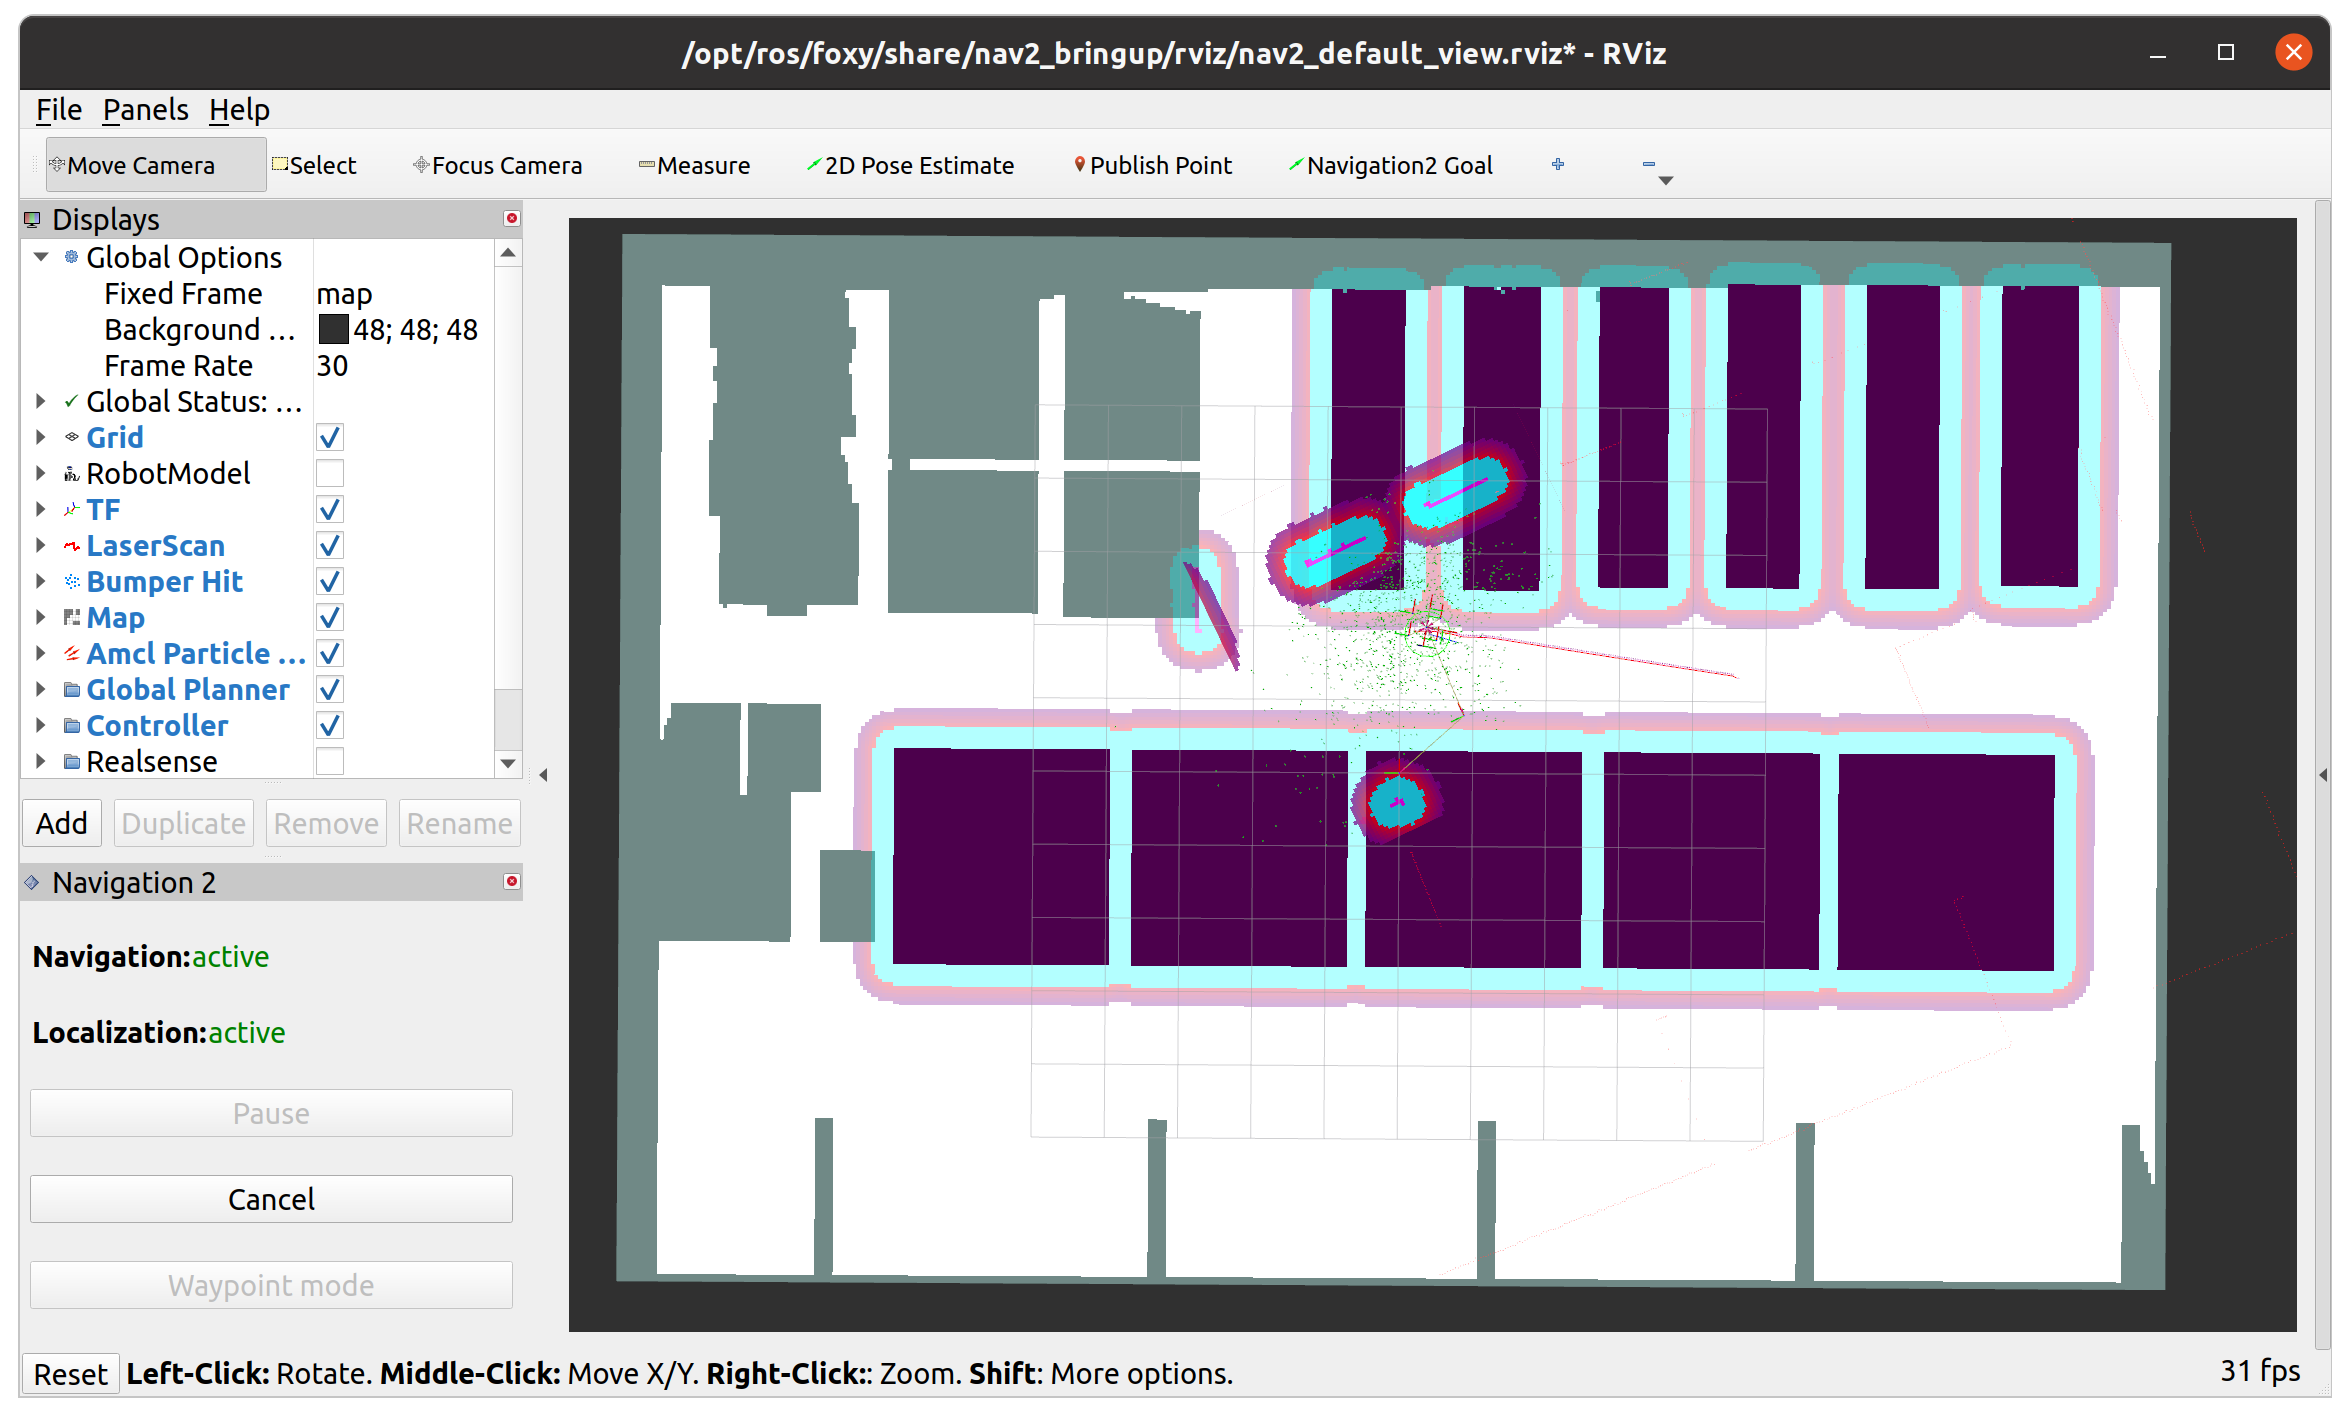 /opt/ros/foxy/share/nav2_bringup/rviz/nav2_default_view.rviz* - RViz
File Panels Help
Move Camera Select Focus Camera Measure 2D Pose Estimate Publish Point Navigation2 Goal
Displays
Global Options
Fixed Frame map
Background ... 48; 48; 48
Frame Rate 30
Global Status: ...
Grid
RobotModel
TF
LaserScan
Bumper Hit
Map
Amcl Particle ...
Global Planner
Controller
Realsense
Add Duplicate Remove Rename
Navigation 2
Navigation:active
Localization:active
Pause
Cancel
Waypoint mode
Reset Left-Click: Rotate. Middle-Click: Move X/Y. Right-Click:: Zoom. Shift: More options. 31 fps